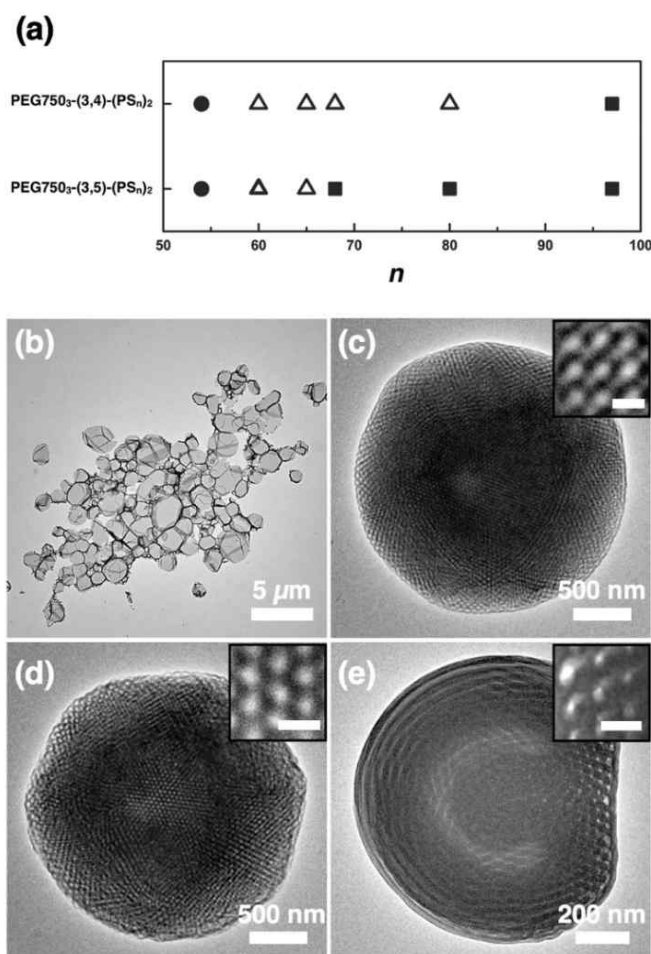 (a)
PEG750₃-(3,4)-(PSₙ)₂
PEG750₃-(3,5)-(PSₙ)₂
50 60 70 80 90 100
n
(b)
5 μm
(c)
500 nm
(d)
500 nm
(e)
200 nm